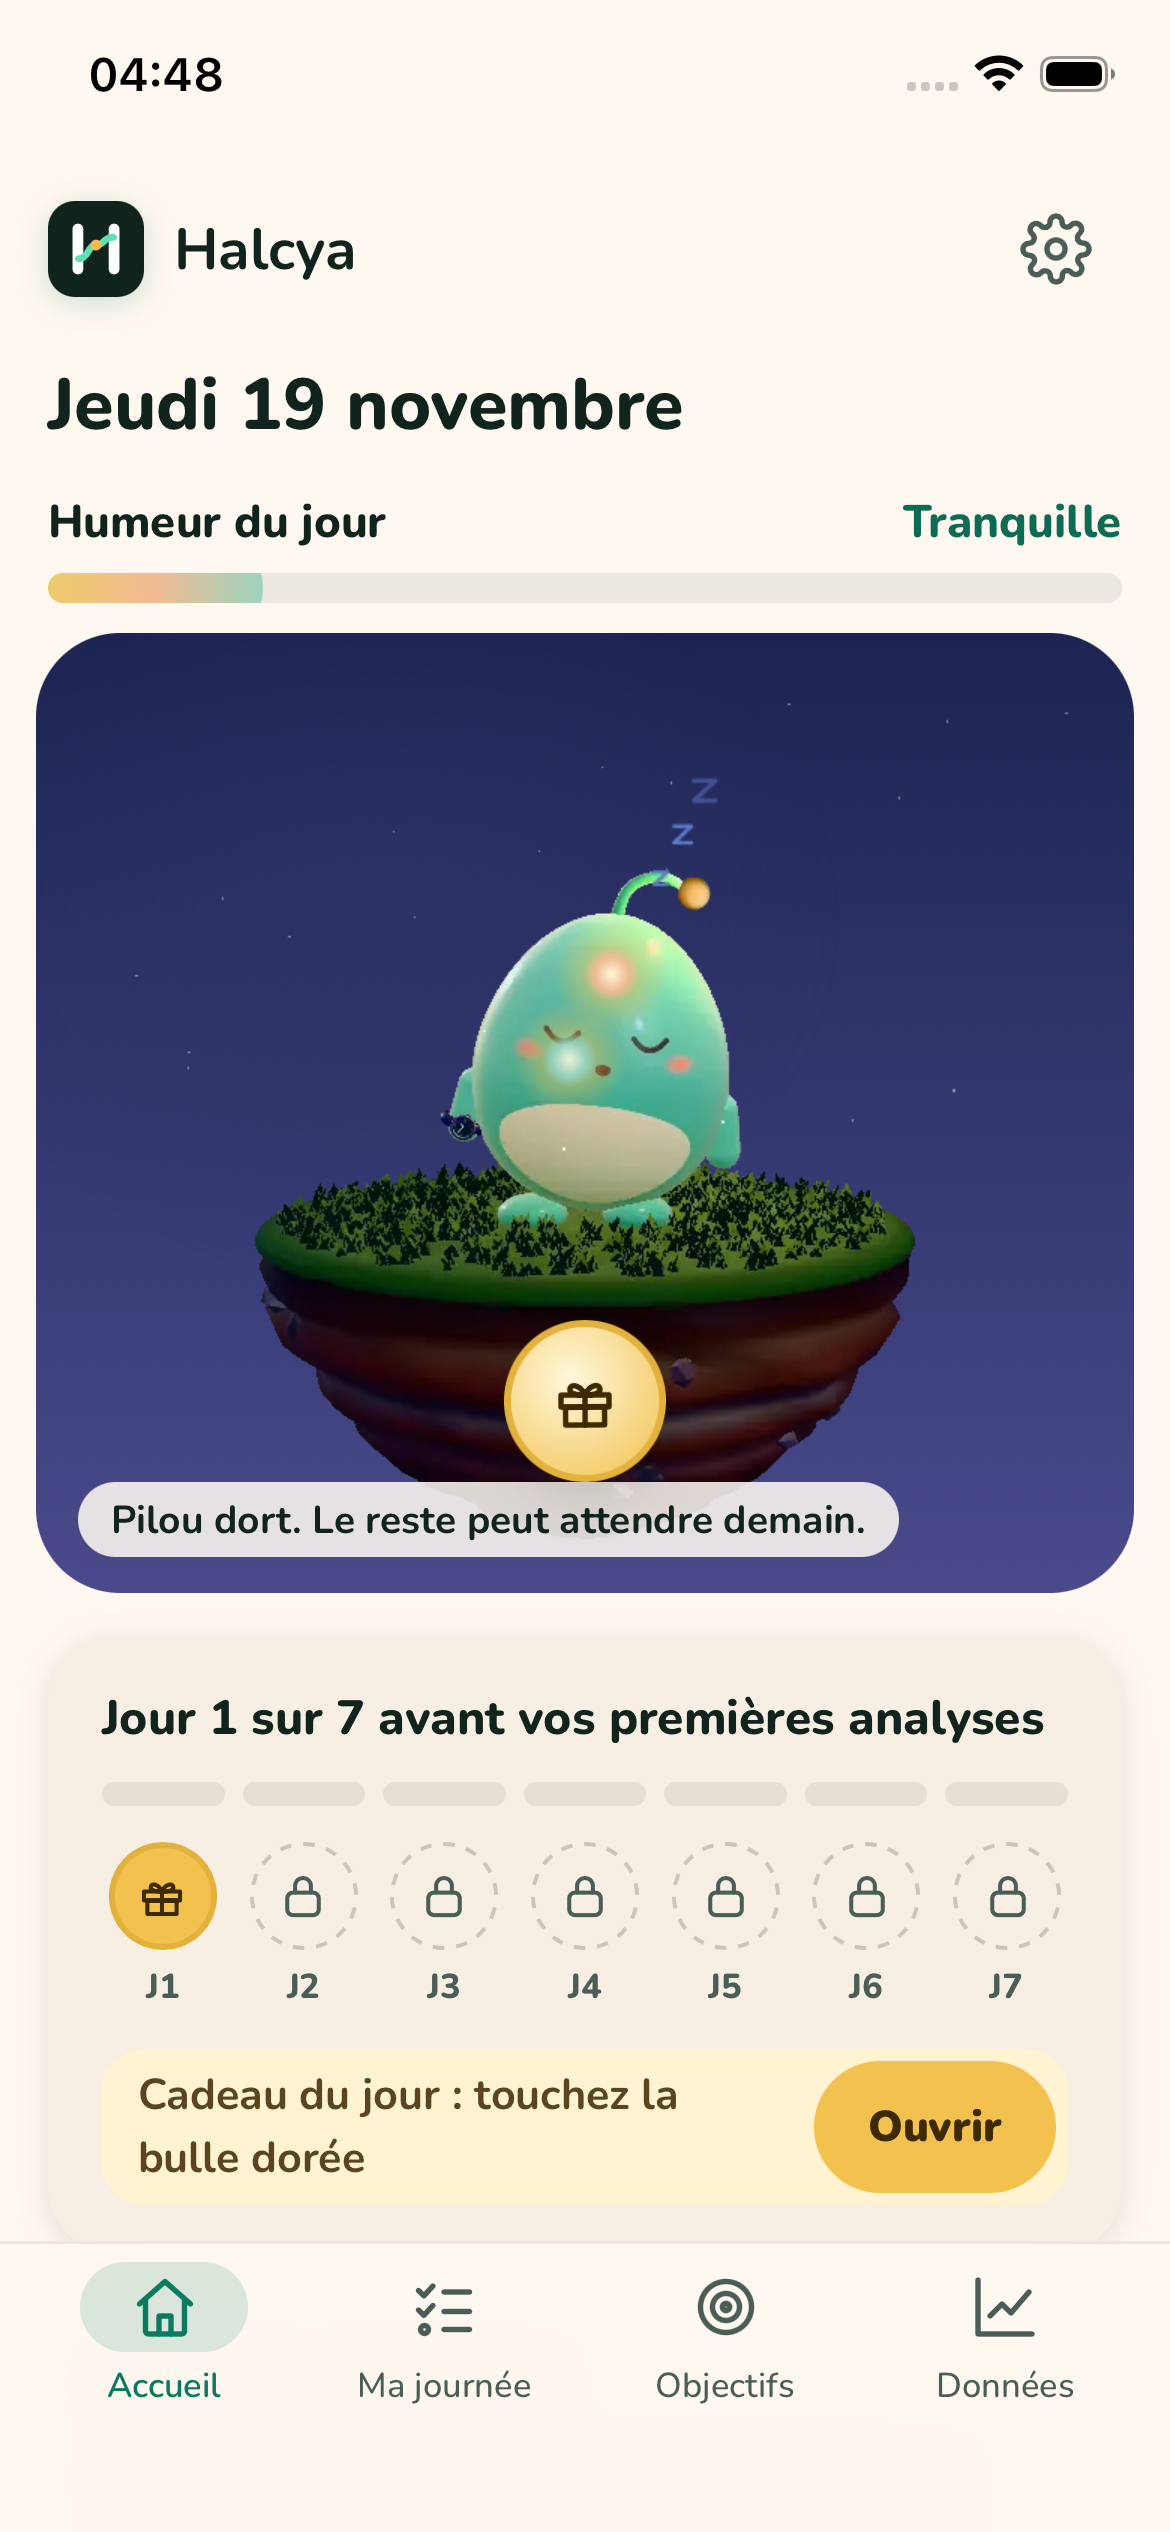 04:48
Halcya
Jeudi 19 novembre
Humeur du jour
Tranquille
Z
Z
Z
Pilou dort. Le reste peut attendre demain.
Jour 1 sur 7 avant vos premières analyses
J1
J2
J3
J4
J5
J6
J7
Cadeau du jour : touchez la
bulle dorée
Ouvrir
Accueil
Ma journée
Objectifs
Données